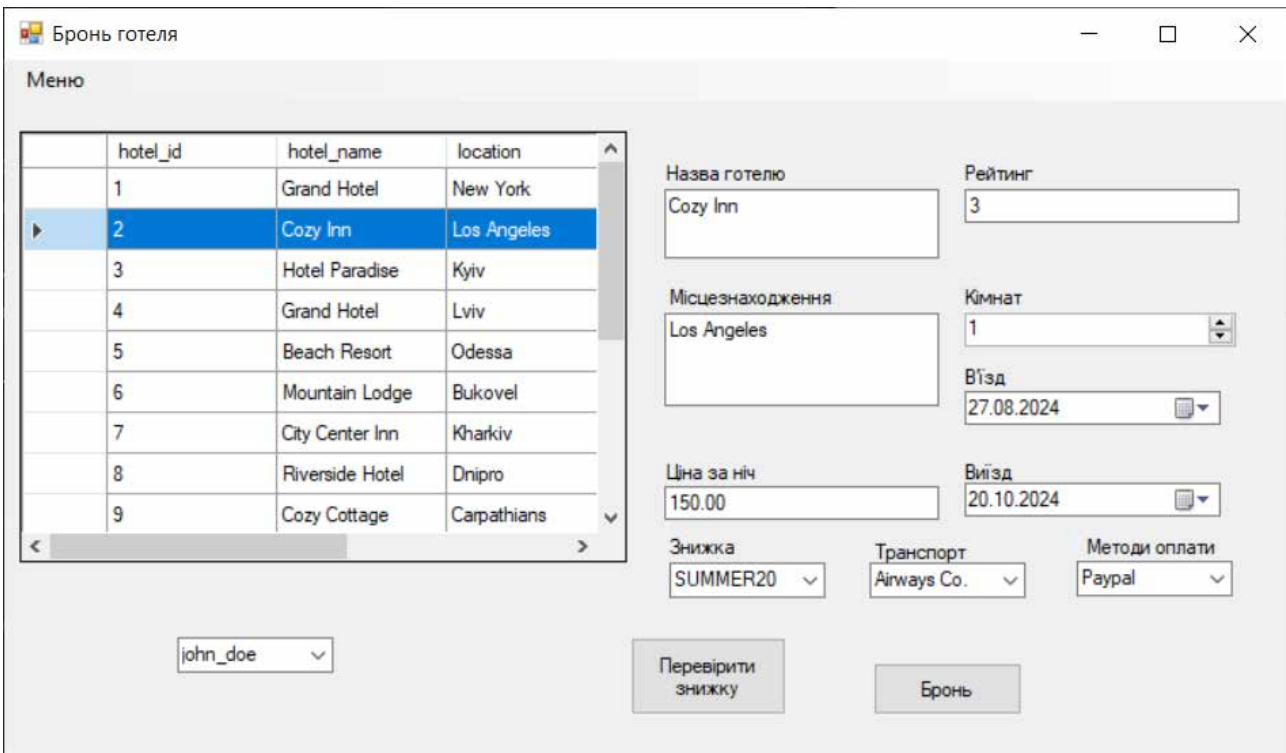 Бронь готеля
Меню
hotel_id hotel_name location
1 Grand Hotel New York
2 Cozy Inn Los Angeles
3 Hotel Paradise Kyiv
4 Grand Hotel Lviv
5 Beach Resort Odessa
6 Mountain Lodge Bukovel
7 City Center Inn Kharkiv
8 Riverside Hotel Dnipro
9 Cozy Cottage Carpathians
john_doe
Назва готелю
Cozy Inn
Рейтинг
3
Місцезнаходження
Los Angeles
Кімнат
1
В'їзд
27.08.2024
Ціна за ніч
150.00
Виїзд
20.10.2024
Знижка
SUMMER20
Транспорт
Airways Co.
Методи оплати
Paypal
Перевірити
знижку
Бронь